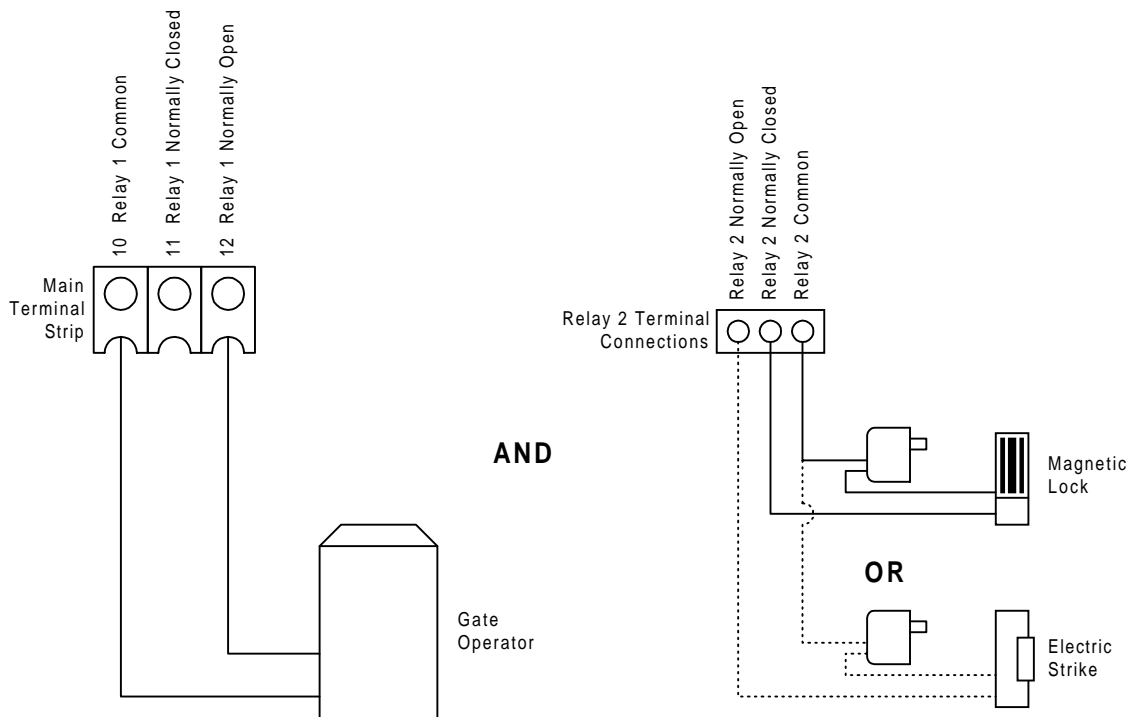 10 Relay 1 Common
11 Relay 1 Normally Closed
12 Relay 1 Normally Open
Main
Terminal
Strip
Relay 2 Normally Open
Relay 2 Normally Closed
Relay 2 Common
Relay 2 Terminal
Connections
AND
Magnetic
Lock
OR
Gate
Operator
Electric
Strike